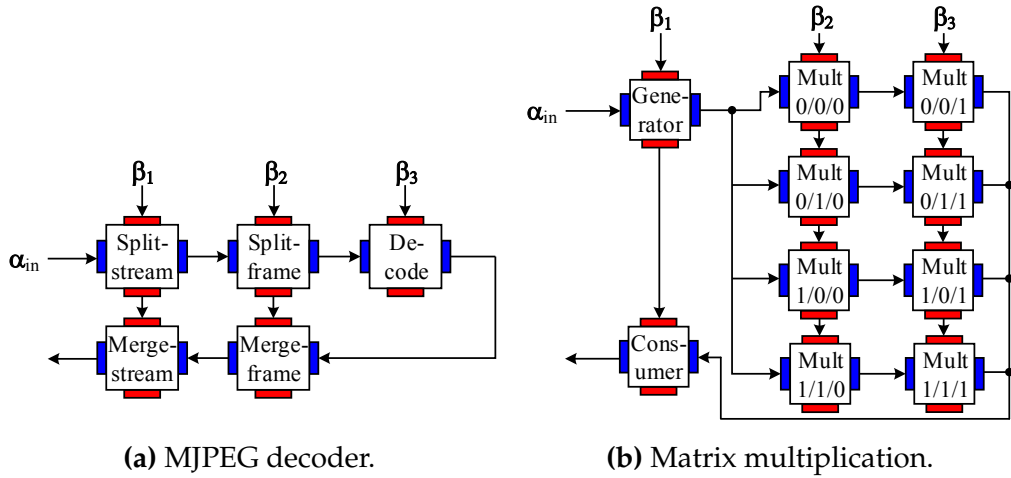 β1
β2
β3
αin
Split-
stream
Split-
frame
De-
code
Merge-
stream
Merge-
frame
(a) MJPEG decoder.
β1
β2
β3
αin
Gene-
rator
Mult
0/0/0
Mult
0/0/1
Mult
0/1/0
Mult
0/1/1
Mult
1/0/0
Mult
1/0/1
Cons-
umer
Mult
1/1/0
Mult
1/1/1
(b) Matrix multiplication.